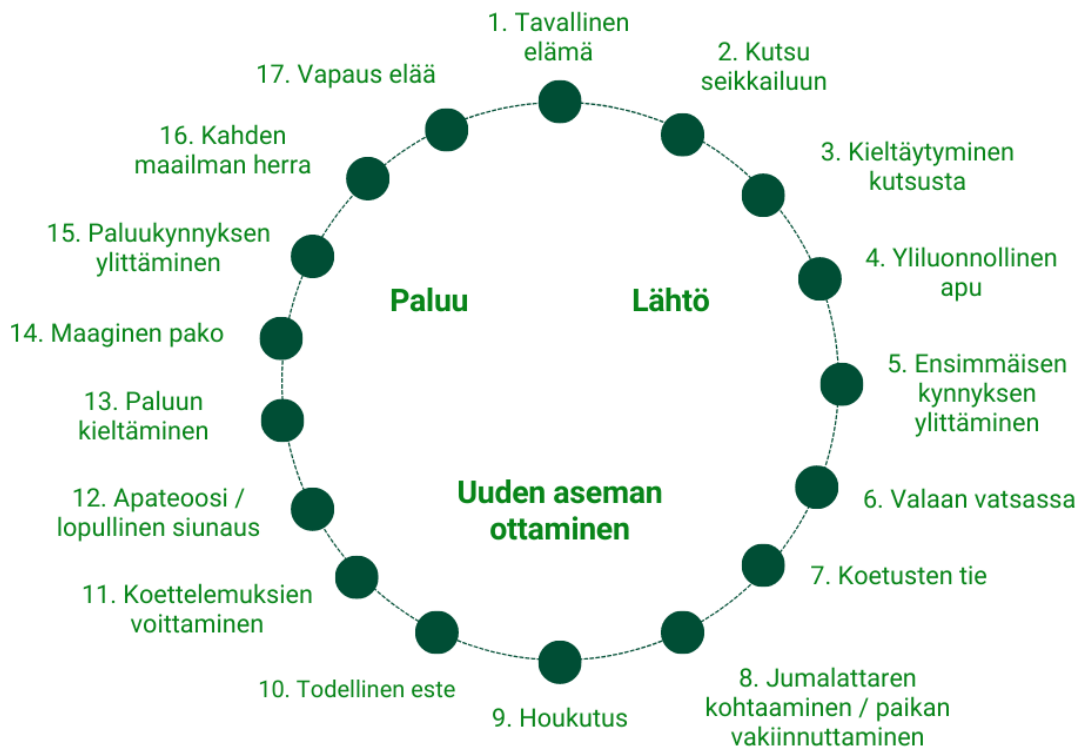 1. Tavallinen
elämä
2. Kutsu
seikkailuun
3. Kieltäytyminen
kutsusta
4. Yliluonnollinen
apu
5. Ensimmäisen
kynnyksen
ylittäminen
6. Valaan vatsassa
7. Koetusten tie
8. Jumalattaren
kohtaaminen / paikan
vakiinnuttaminen
9. Houkutus
10. Todellinen este
11. Koettelemuksien
voittaminen
12. Apateoosi /
lopullinen siunaus
13. Paluun
kieltäminen
14. Maaginen pako
15. Paluukynnyksen
ylittäminen
16. Kahden
maailman herra
17. Vapaus elää
Paluu
Lähtö
Uuden aseman
ottaminen